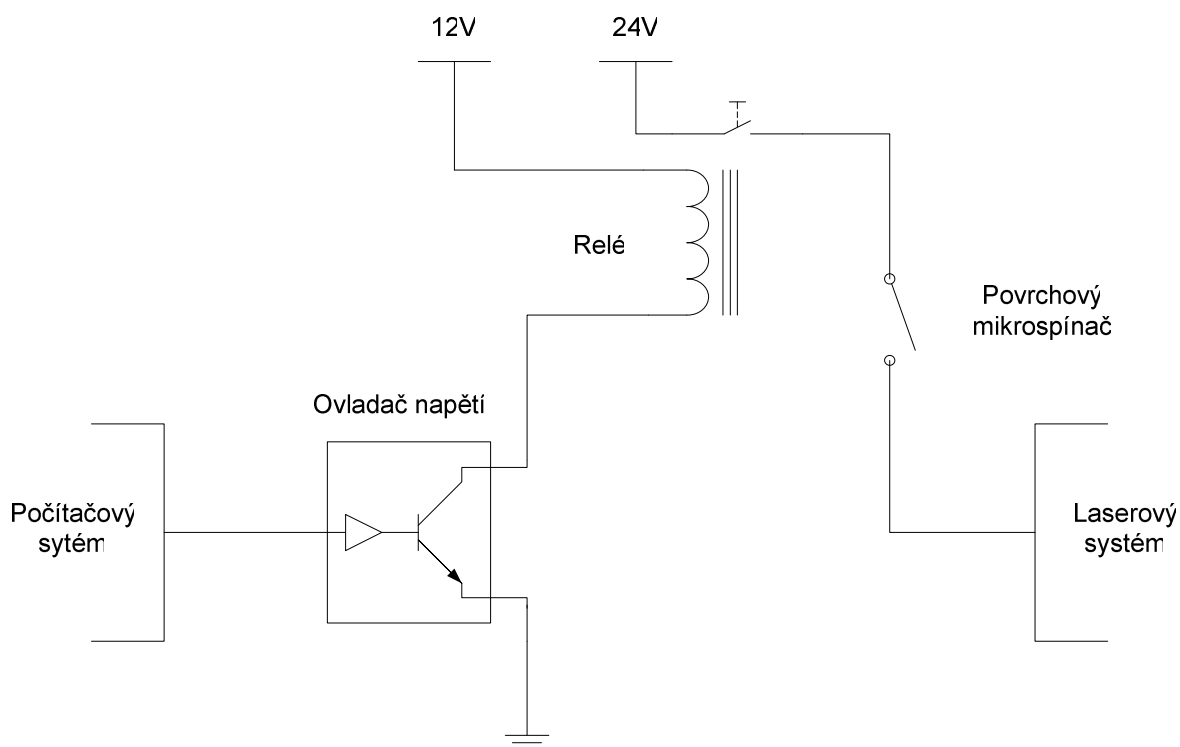 12V
24V
Relé
Povrchový
mikrospínač
Ovladač napětí
Počítačový
sytém
Laserový
systém